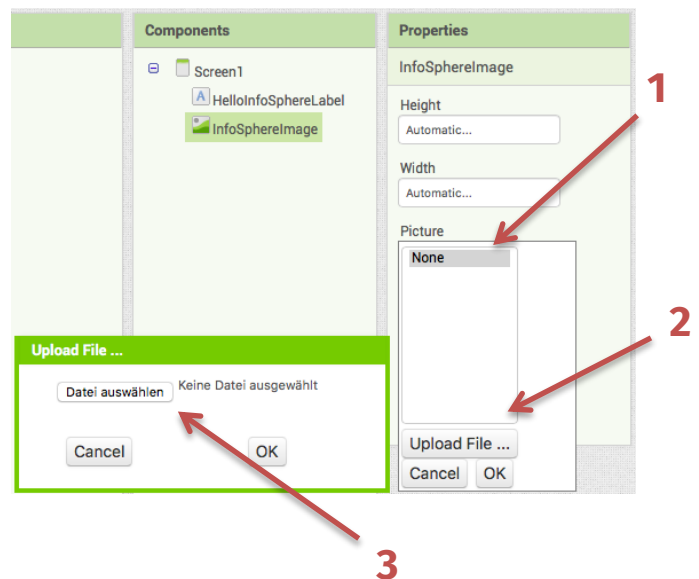 Components
Properties
Screen1
HelloInfoSphereLabel
InfoSphereImage
InfoSphereImage
Height
Automatic...
Width
Automatic...
Picture
None
Upload File ...
Cancel OK
Upload File ...
Datei auswählen Keine Datei ausgewählt
Cancel OK
1
2
3